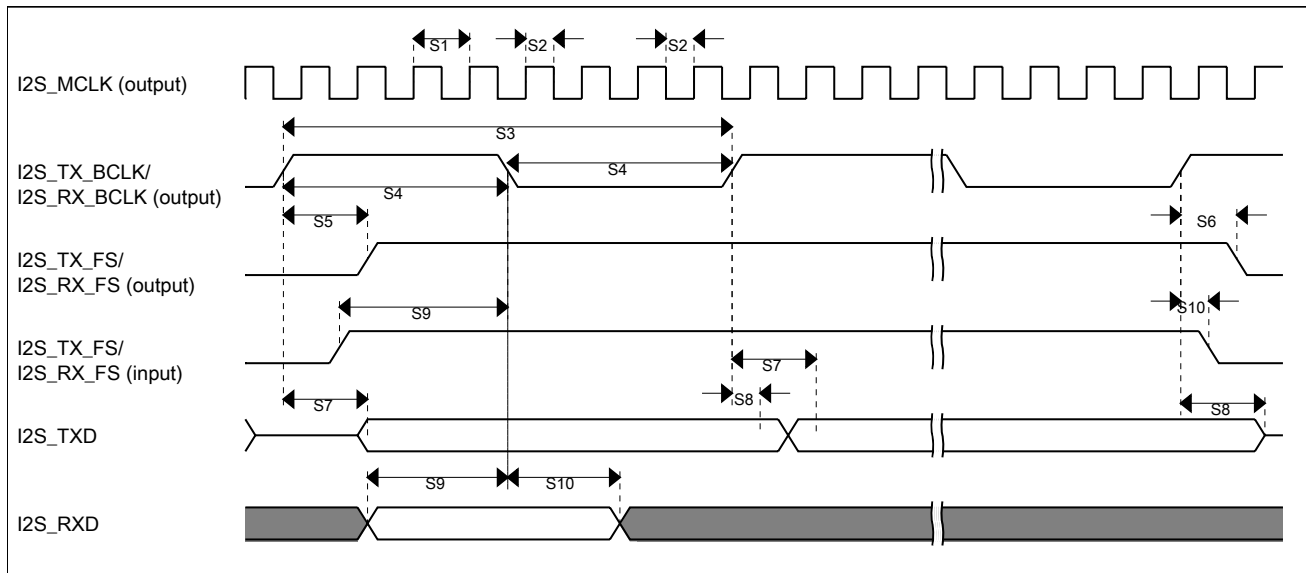 S1 S2 S2
I2S_MCLK (output)
S3
I2S_TX_BCLK/
I2S_RX_BCLK (output)
S4
S4
S5 S6
I2S_TX_FS/
I2S_RX_FS (output)
S9 S10
I2S_TX_FS/
I2S_RX_FS (input)
S7
S8
S7 S8
I2S_TXD
S9 S10
I2S_RXD